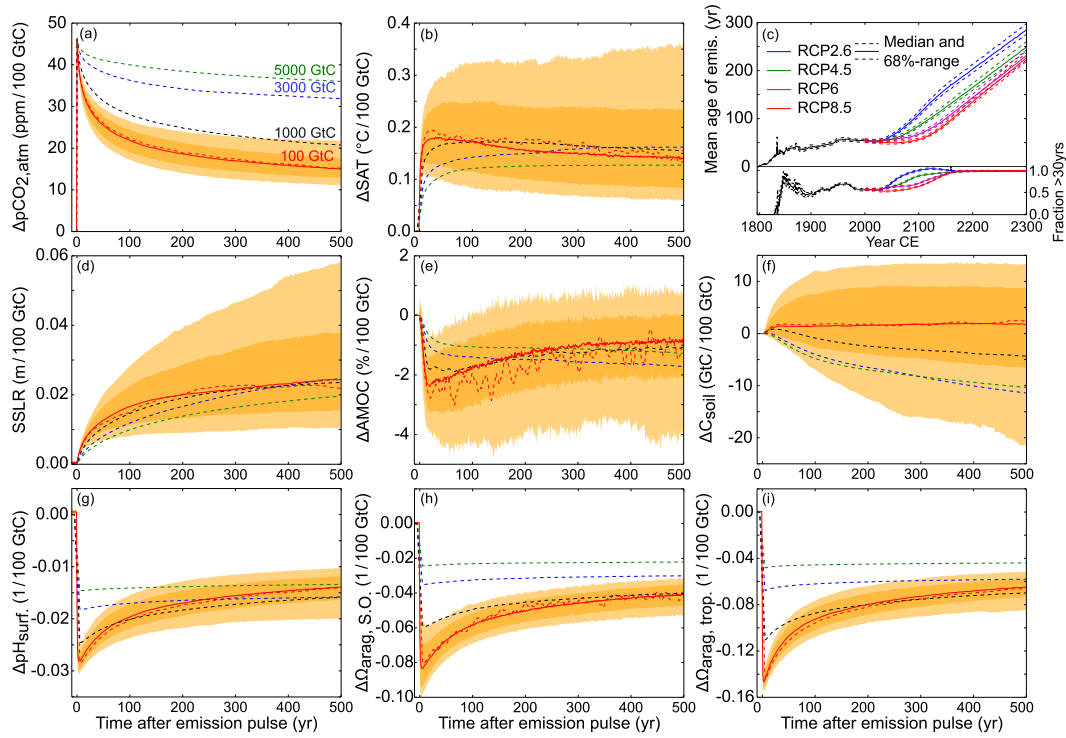 (a)
ΔpCO2,atm (ppm/100 GtC)
50
40
30
20
10
0
0 100 200 300 400 500
5000 GtC
3000 GtC
1000 GtC
100 GtC
(b)
ΔSAT (°C/100 GtC)
0.4
0.3
0.2
0.1
0.0
0 100 200 300 400 500
(c)
Mean age of emis. (yr)
300
250
200
150
100
50
0
RCP2.6
RCP4.5
RCP6
RCP8.5
Median and
68%-range
1.0
0.5
0.0
Fraction >30yrs
1800 1900 2000 2100 2200 2300
Year CE
(d)
SSLR (m/100 GtC)
0.06
0.04
0.02
0.00
0 100 200 300 400 500
(e)
ΔAMOC (%/100 GtC)
2
0
-2
-4
0 100 200 300 400 500
(f)
ΔCsoil (GtC/100 GtC)
10
0
-10
-20
0 100 200 300 400 500
(g)
ΔpHsurf. (1/100 GtC)
0.00
-0.01
-0.02
-0.03
0 100 200 300 400 500
Time after emission pulse (yr)
(h)
ΔΩarag, S.O. (1/100 GtC)
0.00
-0.02
-0.04
-0.06
-0.08
-0.10
0 100 200 300 400 500
Time after emission pulse (yr)
(i)
ΔΩarag, trop. (1/100 GtC)
0.00
-0.04
-0.08
-0.12
-0.16
0 100 200 300 400 500
Time after emission pulse (yr)